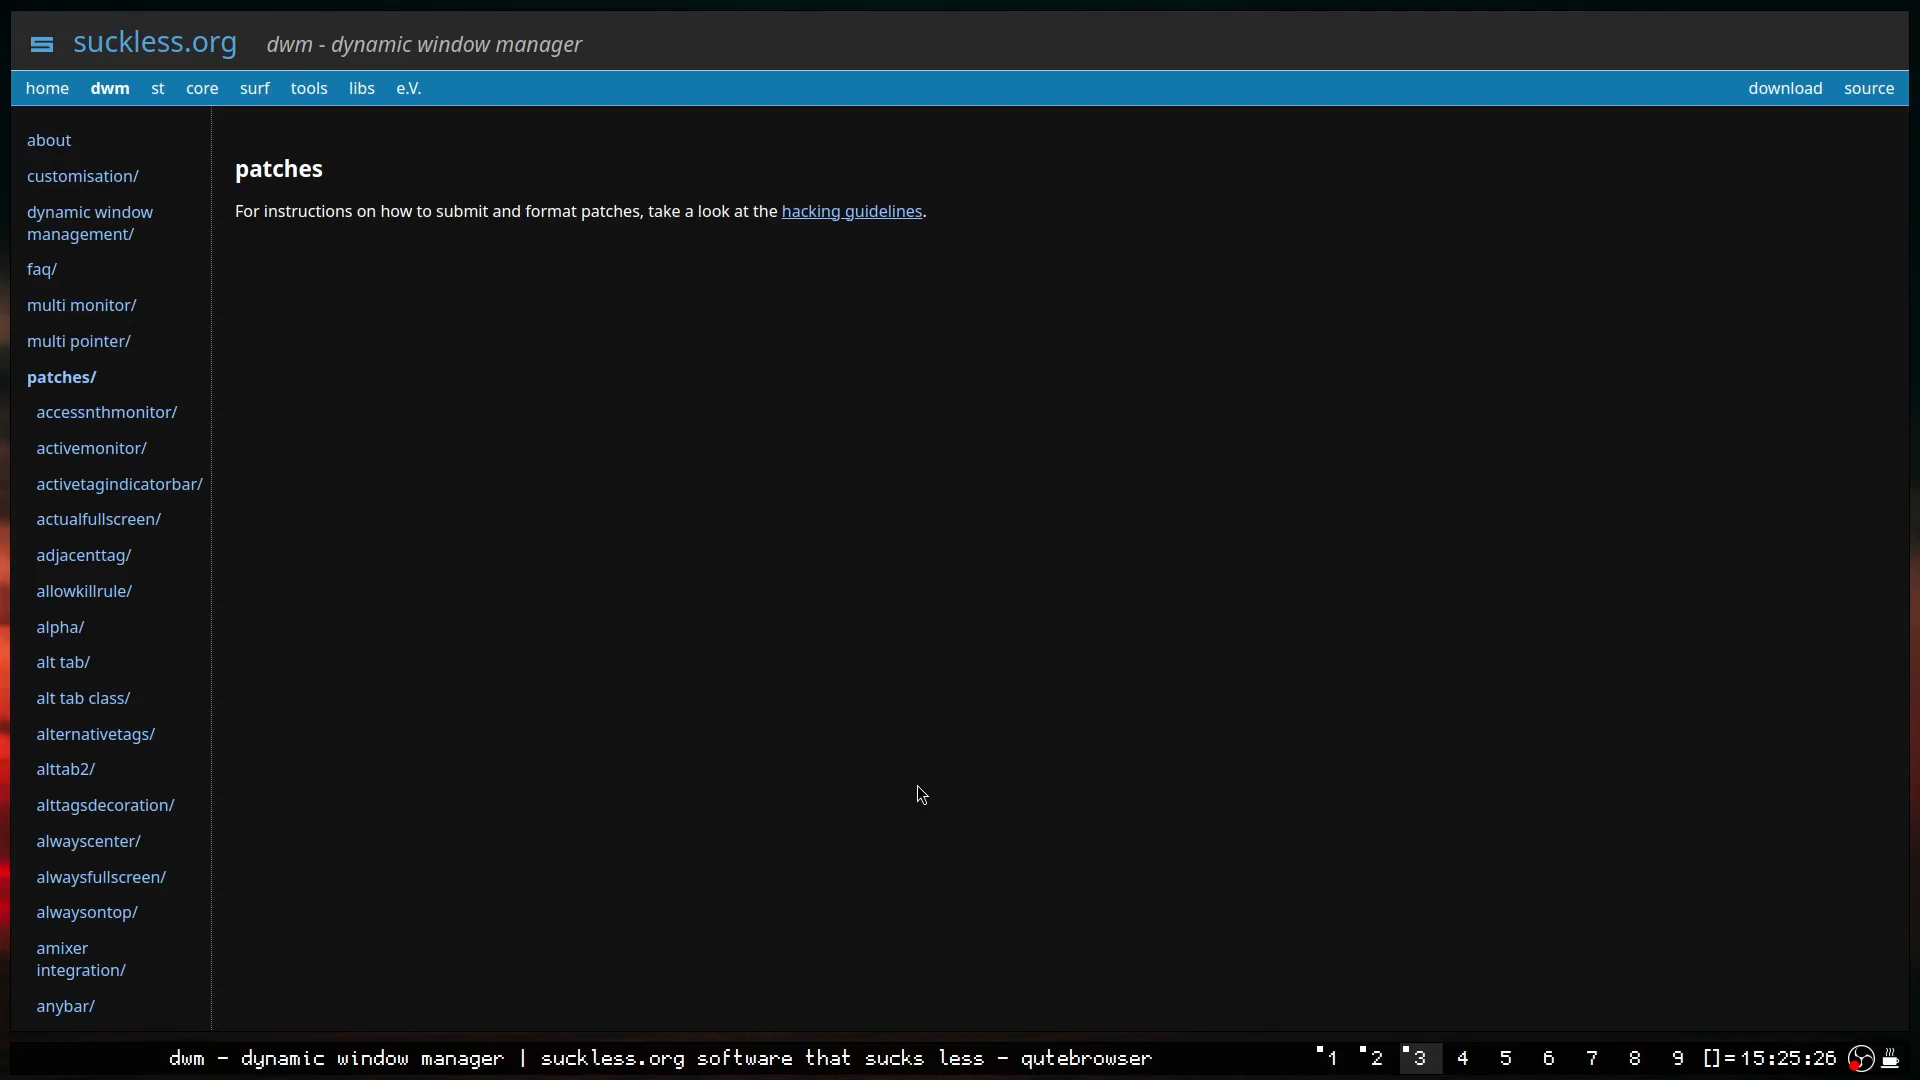 suckless.org dwm - dynamic window manager
home dwm st core surf tools libs e.V. download source
about
customisation/
dynamic window
management/
faq/
multi monitor/
multi pointer/
patches/
accessnthmonitor/
activemonitor/
activetagindicatorbar/
actualfullscreen/
adjacenttag/
allowkillrule/
alpha/
alt tab/
alt tab class/
alternativetags/
alttab2/
alttagsdecoration/
alwayscenter/
alwaysfullscreen/
alwaysontop/
amixer
integration/
anybar/
patches
For instructions on how to submit and format patches, take a look at the hacking guidelines.
dwm - dynamic window manager | suckless.org software that sucks less - qutebrowser 1 2 3 4 5 6 7 8 9 []= 15:25:26